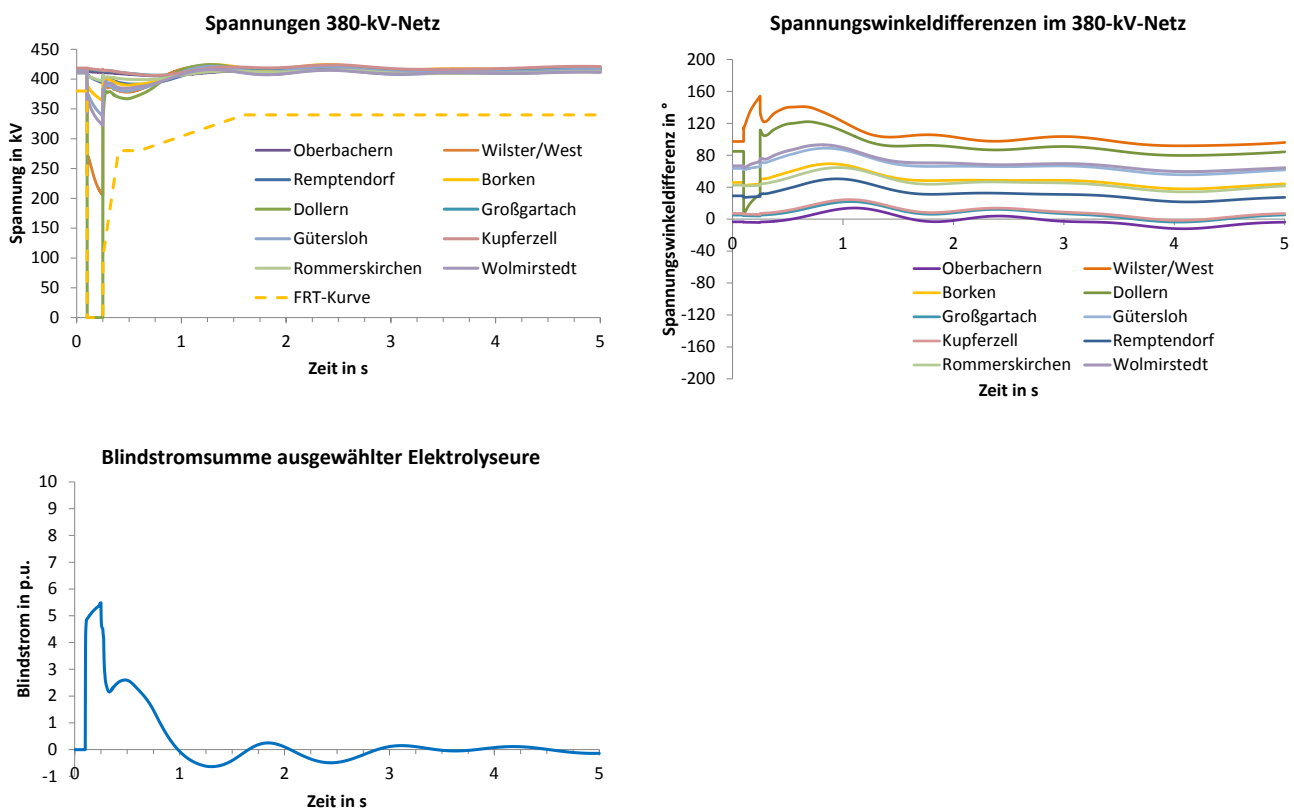 Spannungen 380-kV-Netz
Spannung in kV
450
400
350
300
250
200
150
100
50
0
Oberbachern Wilster/West
Remptendorf Borken
Dollern Großgartach
Gütersloh Kupferzell
Rommerskirchen Wolmirstedt
FRT-Kurve
0 1 2 3 4 5
Zeit in s
Spannungswinkeldifferenzen im 380-kV-Netz
Spannungswinkeldifferenz in °
200
160
120
80
40
0
-40
-80
-120
-160
-200
0 1 2 3 4 5
Oberbachern Wilster/West
Borken Dollern
Großgartach Gütersloh
Kupferzell Remptendorf
Rommerskirchen Wolmirstedt
Zeit in s
Blindstromsumme ausgewählter Elektrolyseure
Blindstrom in p.u.
10
9
8
7
6
5
4
3
2
1
0
-1
0 1 2 3 4 5
Zeit in s